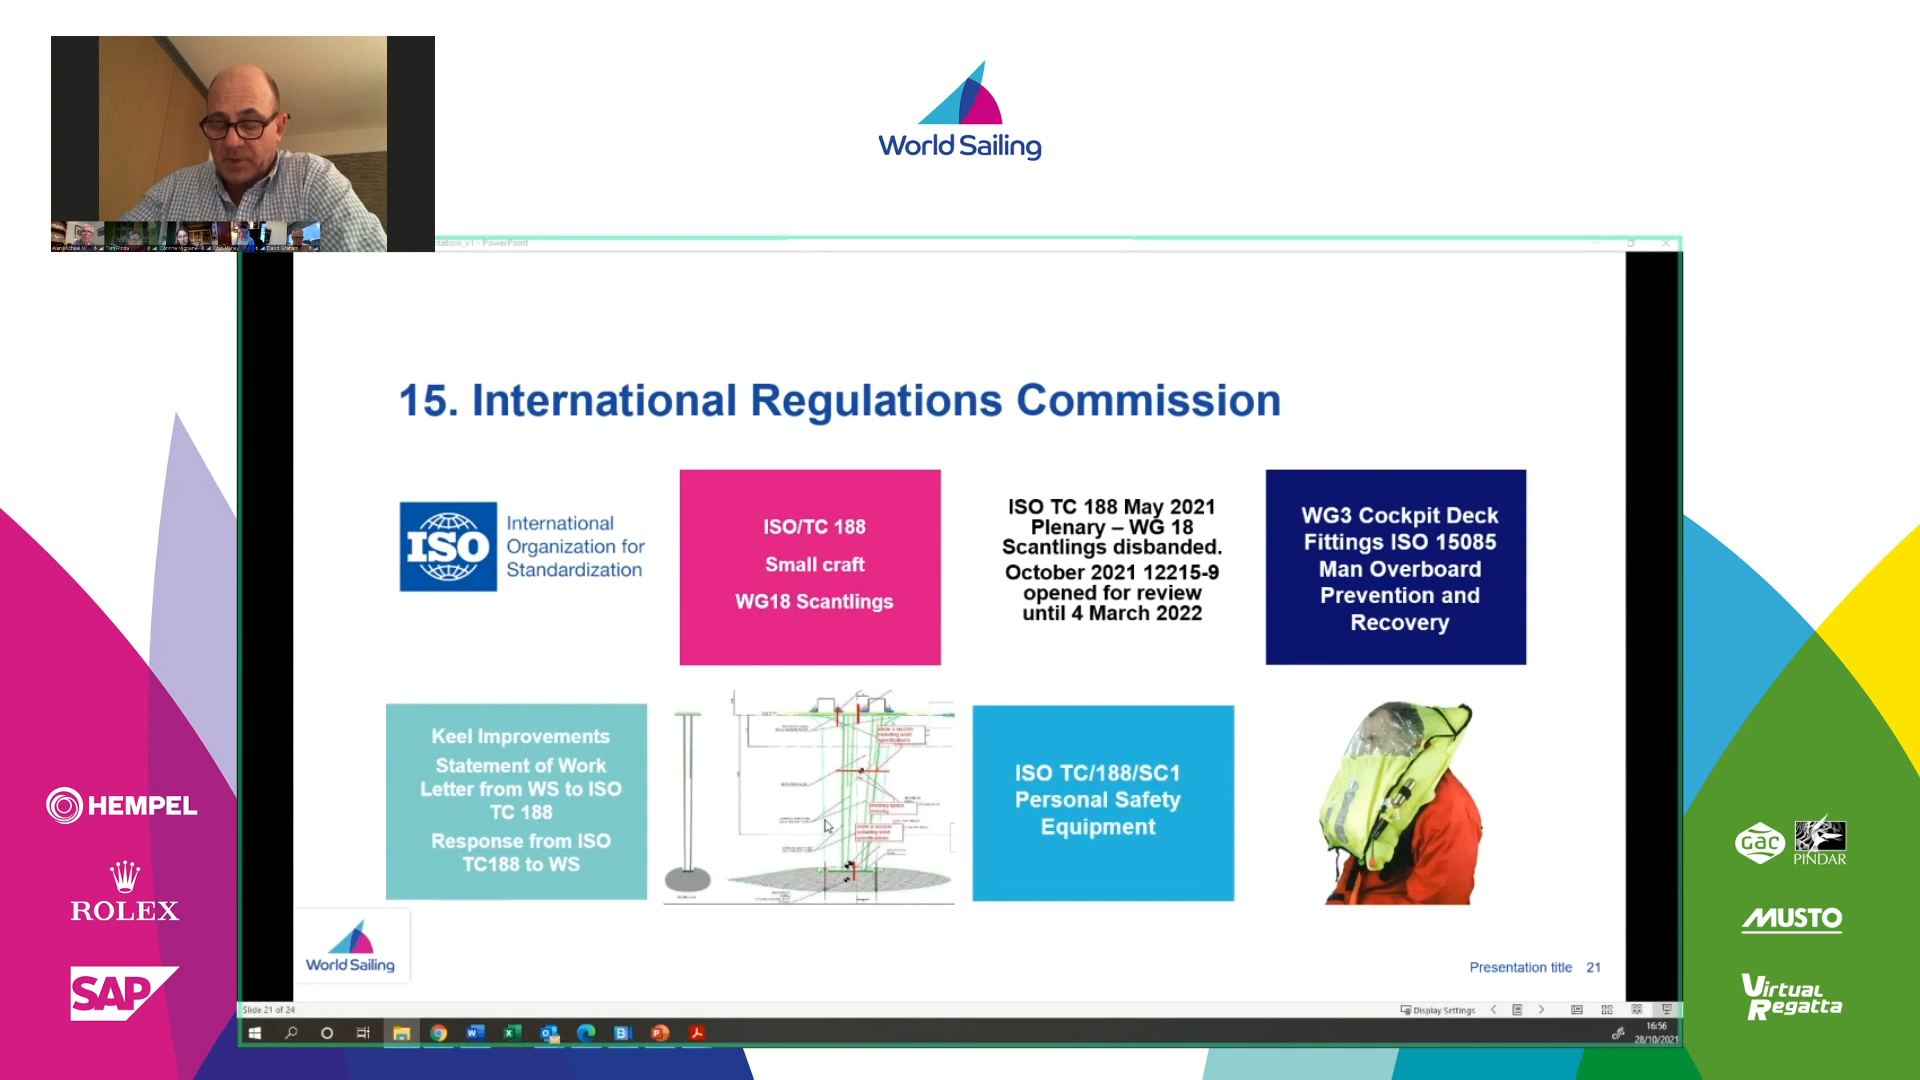 World Sailing
tation_v1 - PowerPoint
15. International Regulations Commission
ISO
International
Organization for
Standardization
ISO/TC 188
Small craft
WG18 Scantlings
ISO TC 188 May 2021
Plenary – WG 18
Scantlings disbanded.
October 2021 12215-9
opened for review
until 4 March 2022
WG3 Cockpit Deck
Fittings ISO 15085
Man Overboard
Prevention and
Recovery
Keel Improvements
Statement of Work
Letter from WS to ISO
TC 188
Response from ISO
TC188 to WS
ISO TC/188/SC1
Personal Safety
Equipment
World Sailing
Presentation title 21
Slide 21 of 24
Display Settings
16:56
28/10/2021
HEMPEL
ROLEX
SAP
GAC
PINDAR
MUSTO
Virtual
Regatta